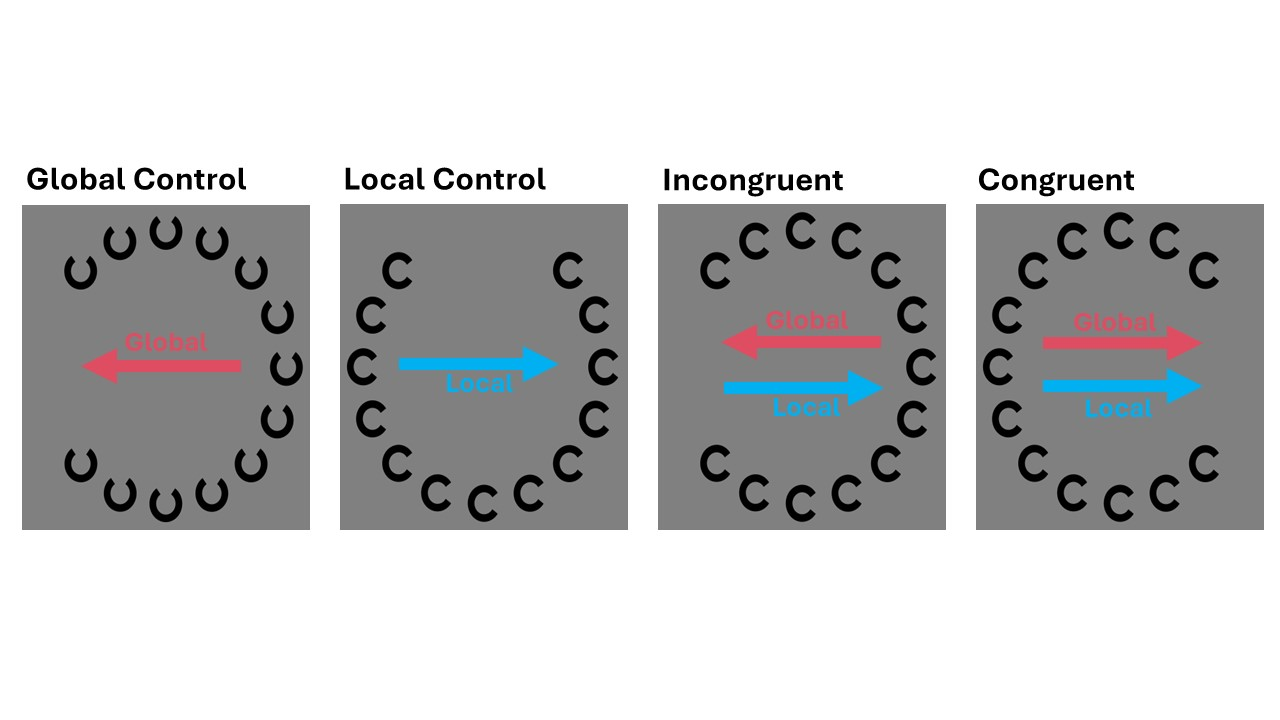 Global Control
Local Control
Incongruent
Congruent
Global
Local
Global
Local
Global
Local